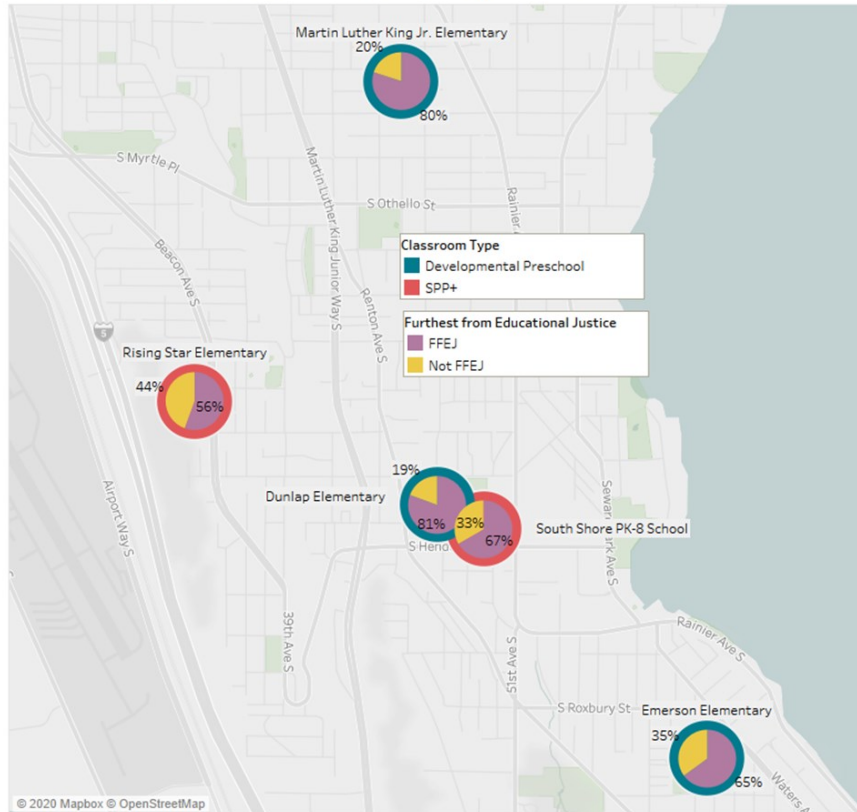 Martin Luther King Jr. Elementary
20%
80%
S Myrtle Pl
S Othello St
Martin Luther King Junior Way S
Rainier A
Beacon Ave S
Renton Ave S
Classroom Type
Developmental Preschool
SPP+
Furthest from Educational Justice
FFEJ
Not FFEJ
5
Rising Star Elementary
44%
56%
Airport Way S
19%
Dunlap Elementary
81%
33%
67%
South Shore PK-8 School
S Hend
Sewar
rk Ave S
39th Ave S
51st Ave S
Rainier Ave S
S Roxbury St
Emerson Elementary
35%
65%
Waters A
© 2020 Mapbox © OpenStreetMap